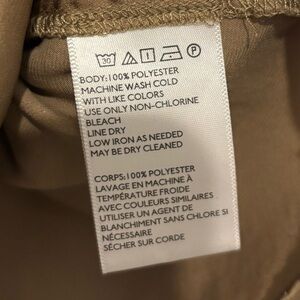 30 P
BODY:100% POLYESTER
MACHINE WASH COLD
WITH LIKE COLORS
USE ONLY NON-CHLORINE
BLEACH
LINE DRY
LOW IRON AS NEEDED
MAY BE DRY CLEANED
CORPS:100% POLYESTER
LAVAGE EN MACHINE À
TEMPÉRATURE FROIDE
AVEC COULEURS SIMILAIRES
UTILISER UN AGENT DE
BLANCHIMENT SANS CHLORE SI
NÉCESSAIRE
SÉCHER SUR CORDE